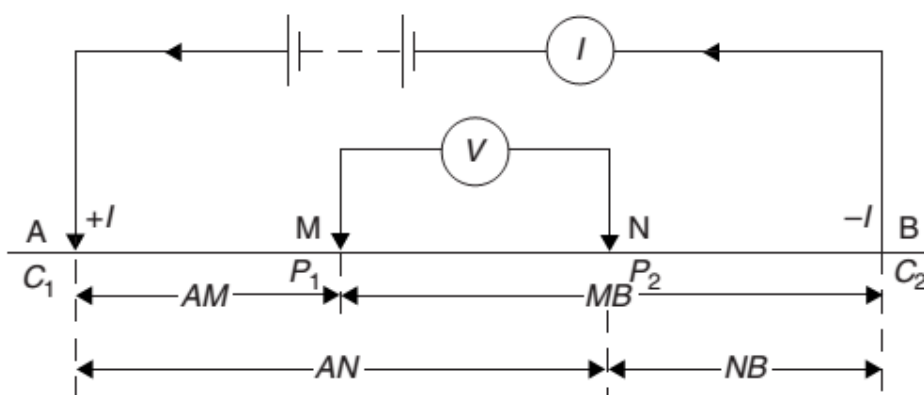 I
V
A +I M N –I B
C₁ P₁ P₂ C₂
AM MB
AN NB